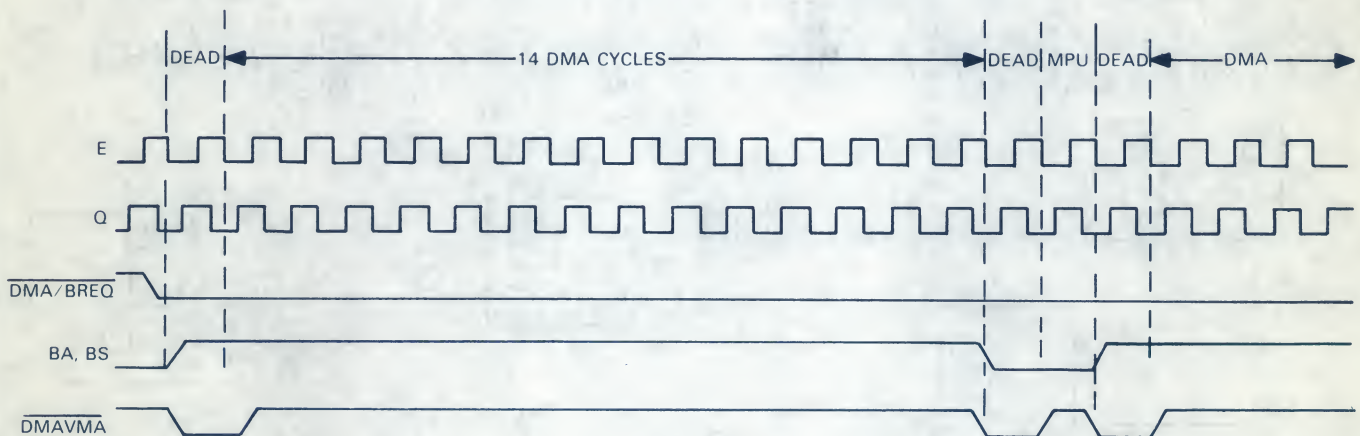 DEAD 14 DMA CYCLES DEAD MPU DEAD DMA
E
Q
DMA/BREQ
BA, BS
DMAVMA